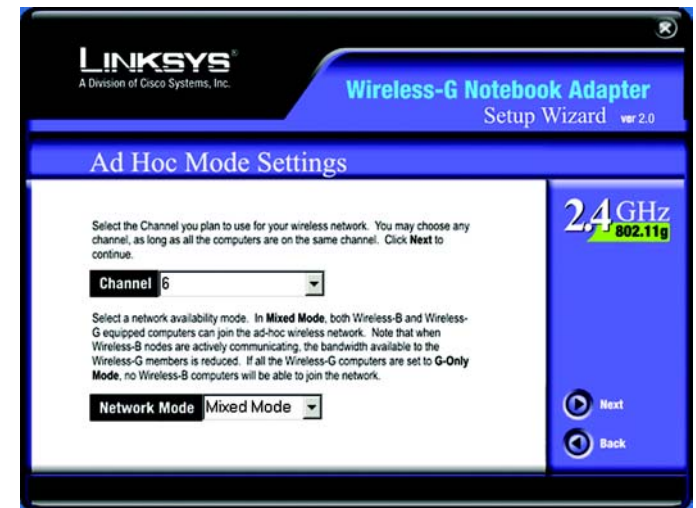 LINKSYS®
A Division of Cisco Systems, Inc.
Wireless-G Notebook Adapter
Setup Wizard ver 2.0
Ad Hoc Mode Settings
2.4 GHz
802.11g
Select the Channel you plan to use for your wireless network. You may choose any
channel, as long as all the computers are on the same channel. Click Next to
continue.
Channel 6
Select a network availability mode. In Mixed Mode, both Wireless-B and Wireless-
G equipped computers can join the ad-hoc wireless network. Note that when
Wireless-B nodes are actively communicating, the bandwidth available to the
Wireless-G members is reduced. If all the Wireless-G computers are set to G-Only
Mode, no Wireless-B computers will be able to join the network.
Network Mode Mixed Mode
Next
Back